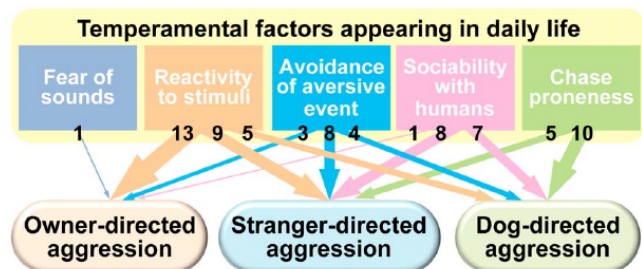 Temperamental factors appearing in daily life
Fear of
sounds
Reactivity
to stimuli
Avoidance
of aversive
event
Sociability
with
humans
Chase
proneness
1 13 9 5 3 8 4 1 8 7 5 10
Owner-directed
aggression
Stranger-directed
aggression
Dog-directed
aggression